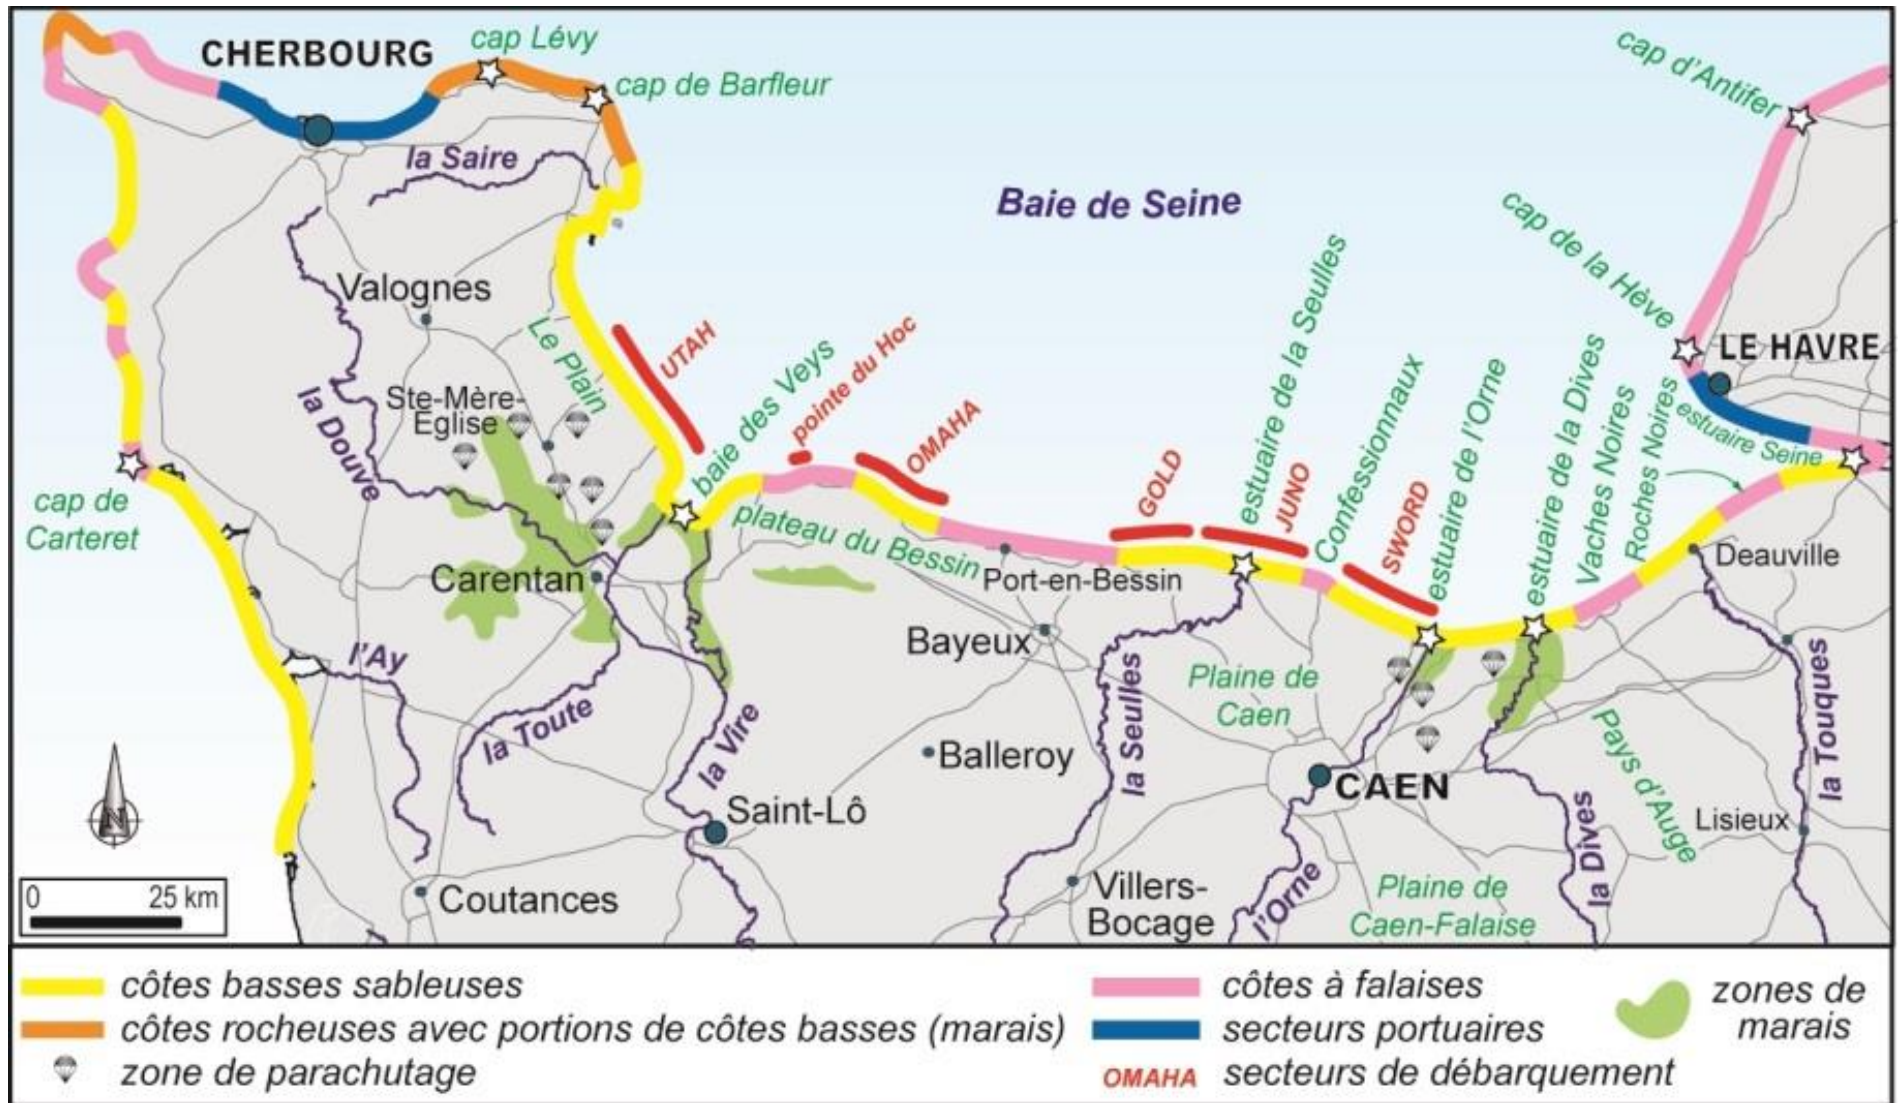 cap Lévy
CHERBOURG
cap de Barfleur
cap d'Antifer
la Saire
Baie de Seine
cap de la Hève
Valognes
Le Plain
UTAH
baie des Veys
pointe du Hoc
OMAHA
GOLD
estuaire de la Seulles
JUNO
Confessionnaux
SWORD
estuaire de l'Orne
estuaire de la Dives
Vaches Noires
Roches Noires
LE HAVRE
estuaire Seine
la Douve
Ste-Mère-
Eglise
cap de
Carteret
plateau du Bessin
Port-en-Bessin
Deauville
Carentan
Bayeux
l'Ay
la Toute
la Vire
la Seulles
Plaine de
Caen
Pays d'Auge
la Touques
Balleroy
CAEN
Saint-Lô
Lisieux
la Dives
N
0 25 km
Coutances
Villers-
Bocage
l'Orne
Plaine de
Caen-Falaise
côtes basses sableuses
côtes rocheuses avec portions de côtes basses (marais)
zone de parachutage
côtes à falaises
secteurs portuaires
OMAHA secteurs de débarquement
zones de
marais